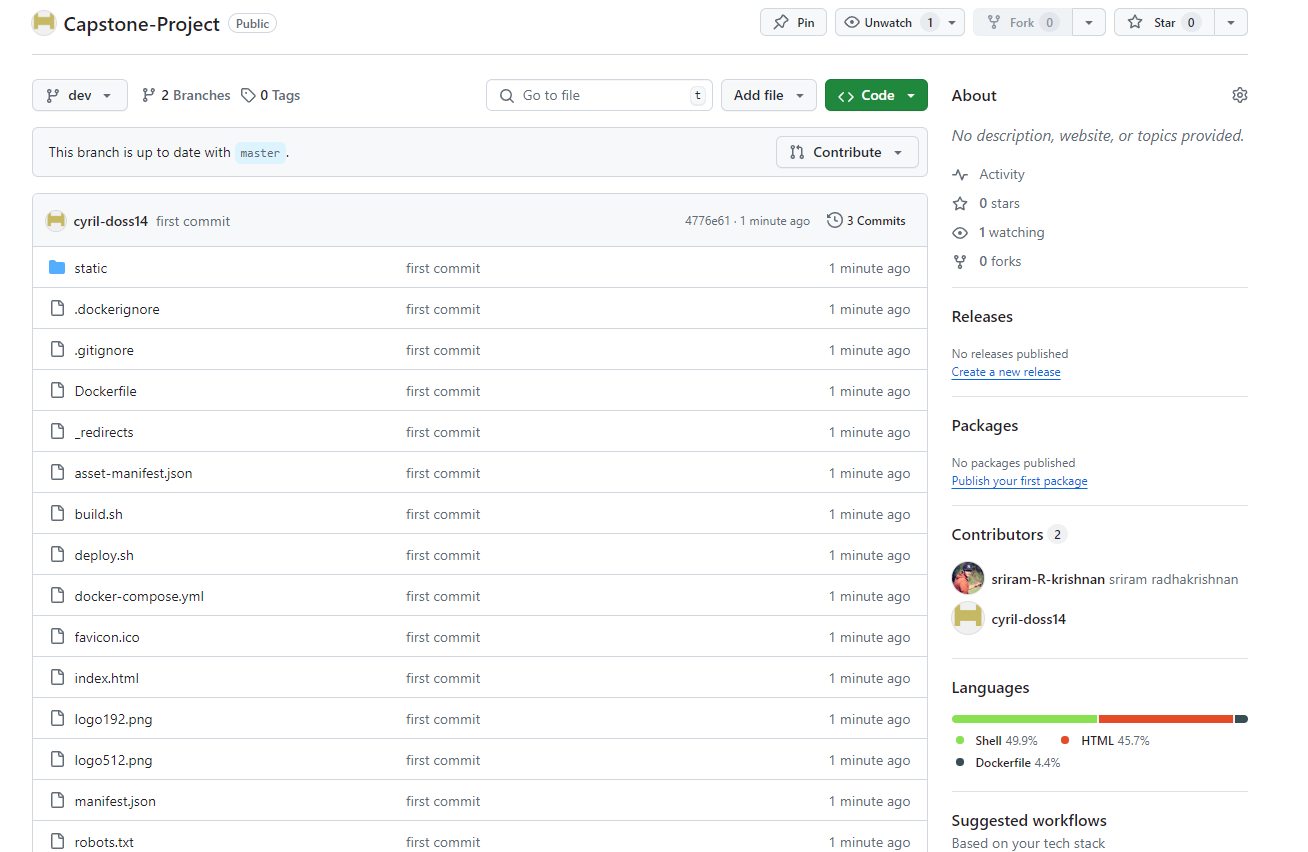 Capstone-Project Public Pin Unwatch 1 Fork 0 Star 0
dev 2 Branches 0 Tags Go to file t Add file Code
This branch is up to date with master . Contribute
cyril-doss14 first commit 4776e61 · 1 minute ago 3 Commits
static first commit 1 minute ago
.dockerignore first commit 1 minute ago
.gitignore first commit 1 minute ago
Dockerfile first commit 1 minute ago
_redirects first commit 1 minute ago
asset-manifest.json first commit 1 minute ago
build.sh first commit 1 minute ago
deploy.sh first commit 1 minute ago
docker-compose.yml first commit 1 minute ago
favicon.ico first commit 1 minute ago
index.html first commit 1 minute ago
logo192.png first commit 1 minute ago
logo512.png first commit 1 minute ago
manifest.json first commit 1 minute ago
robots.txt first commit 1 minute ago
About
No description, website, or topics provided.
Activity
0 stars
1 watching
0 forks
Releases
No releases published
Create a new release
Packages
No packages published
Publish your first package
Contributors 2
sriram-R-krishnan sriram radhakrishnan
cyril-doss14
Languages
Shell 49.9% HTML 45.7%
Dockerfile 4.4%
Suggested workflows
Based on your tech stack